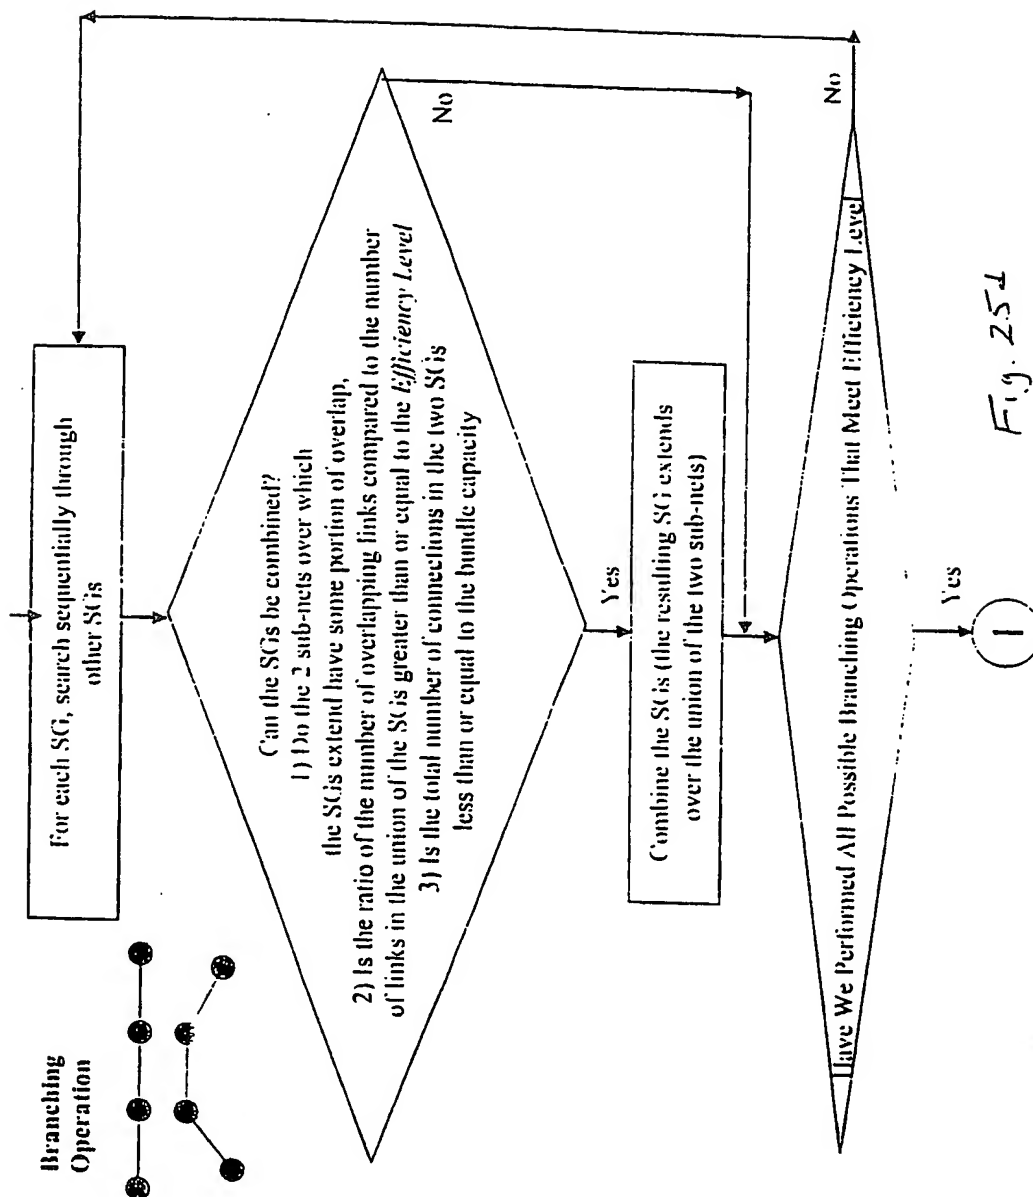 Branching
Operation
For each SG, search sequentially through
other SGs
Can the SGs be combined?
1) Do the 2 sub-nets over which
the SGs extend have some portion of overlap,
2) Is the ratio of the number of overlapping links compared to the number
of links in the union of the SGs greater than or equal to the Efficiency Level
3) Is the total number of connections in the two SGs
less than or equal to the bundle capacity
No
Yes
Combine the SGs (the resulting SG extends
over the union of the two sub-nets)
Have We Performed All Possible Branching Operations That Meet Efficiency Level
No
Yes
1
Fig. 25d